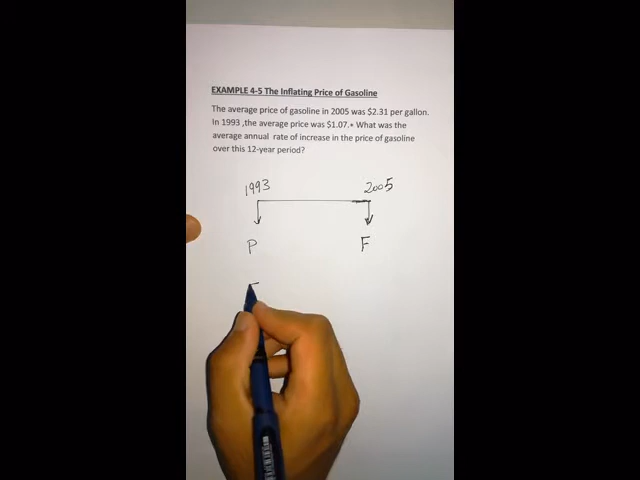 EXAMPLE 4-5 The Inflating Price of Gasoline
The average price of gasoline in 2005 was $2.31 per gallon.
In 1993 ,the average price was $1.07.• What was the
average annual rate of increase in the price of gasoline
over this 12-year period?
1993 2005
P F